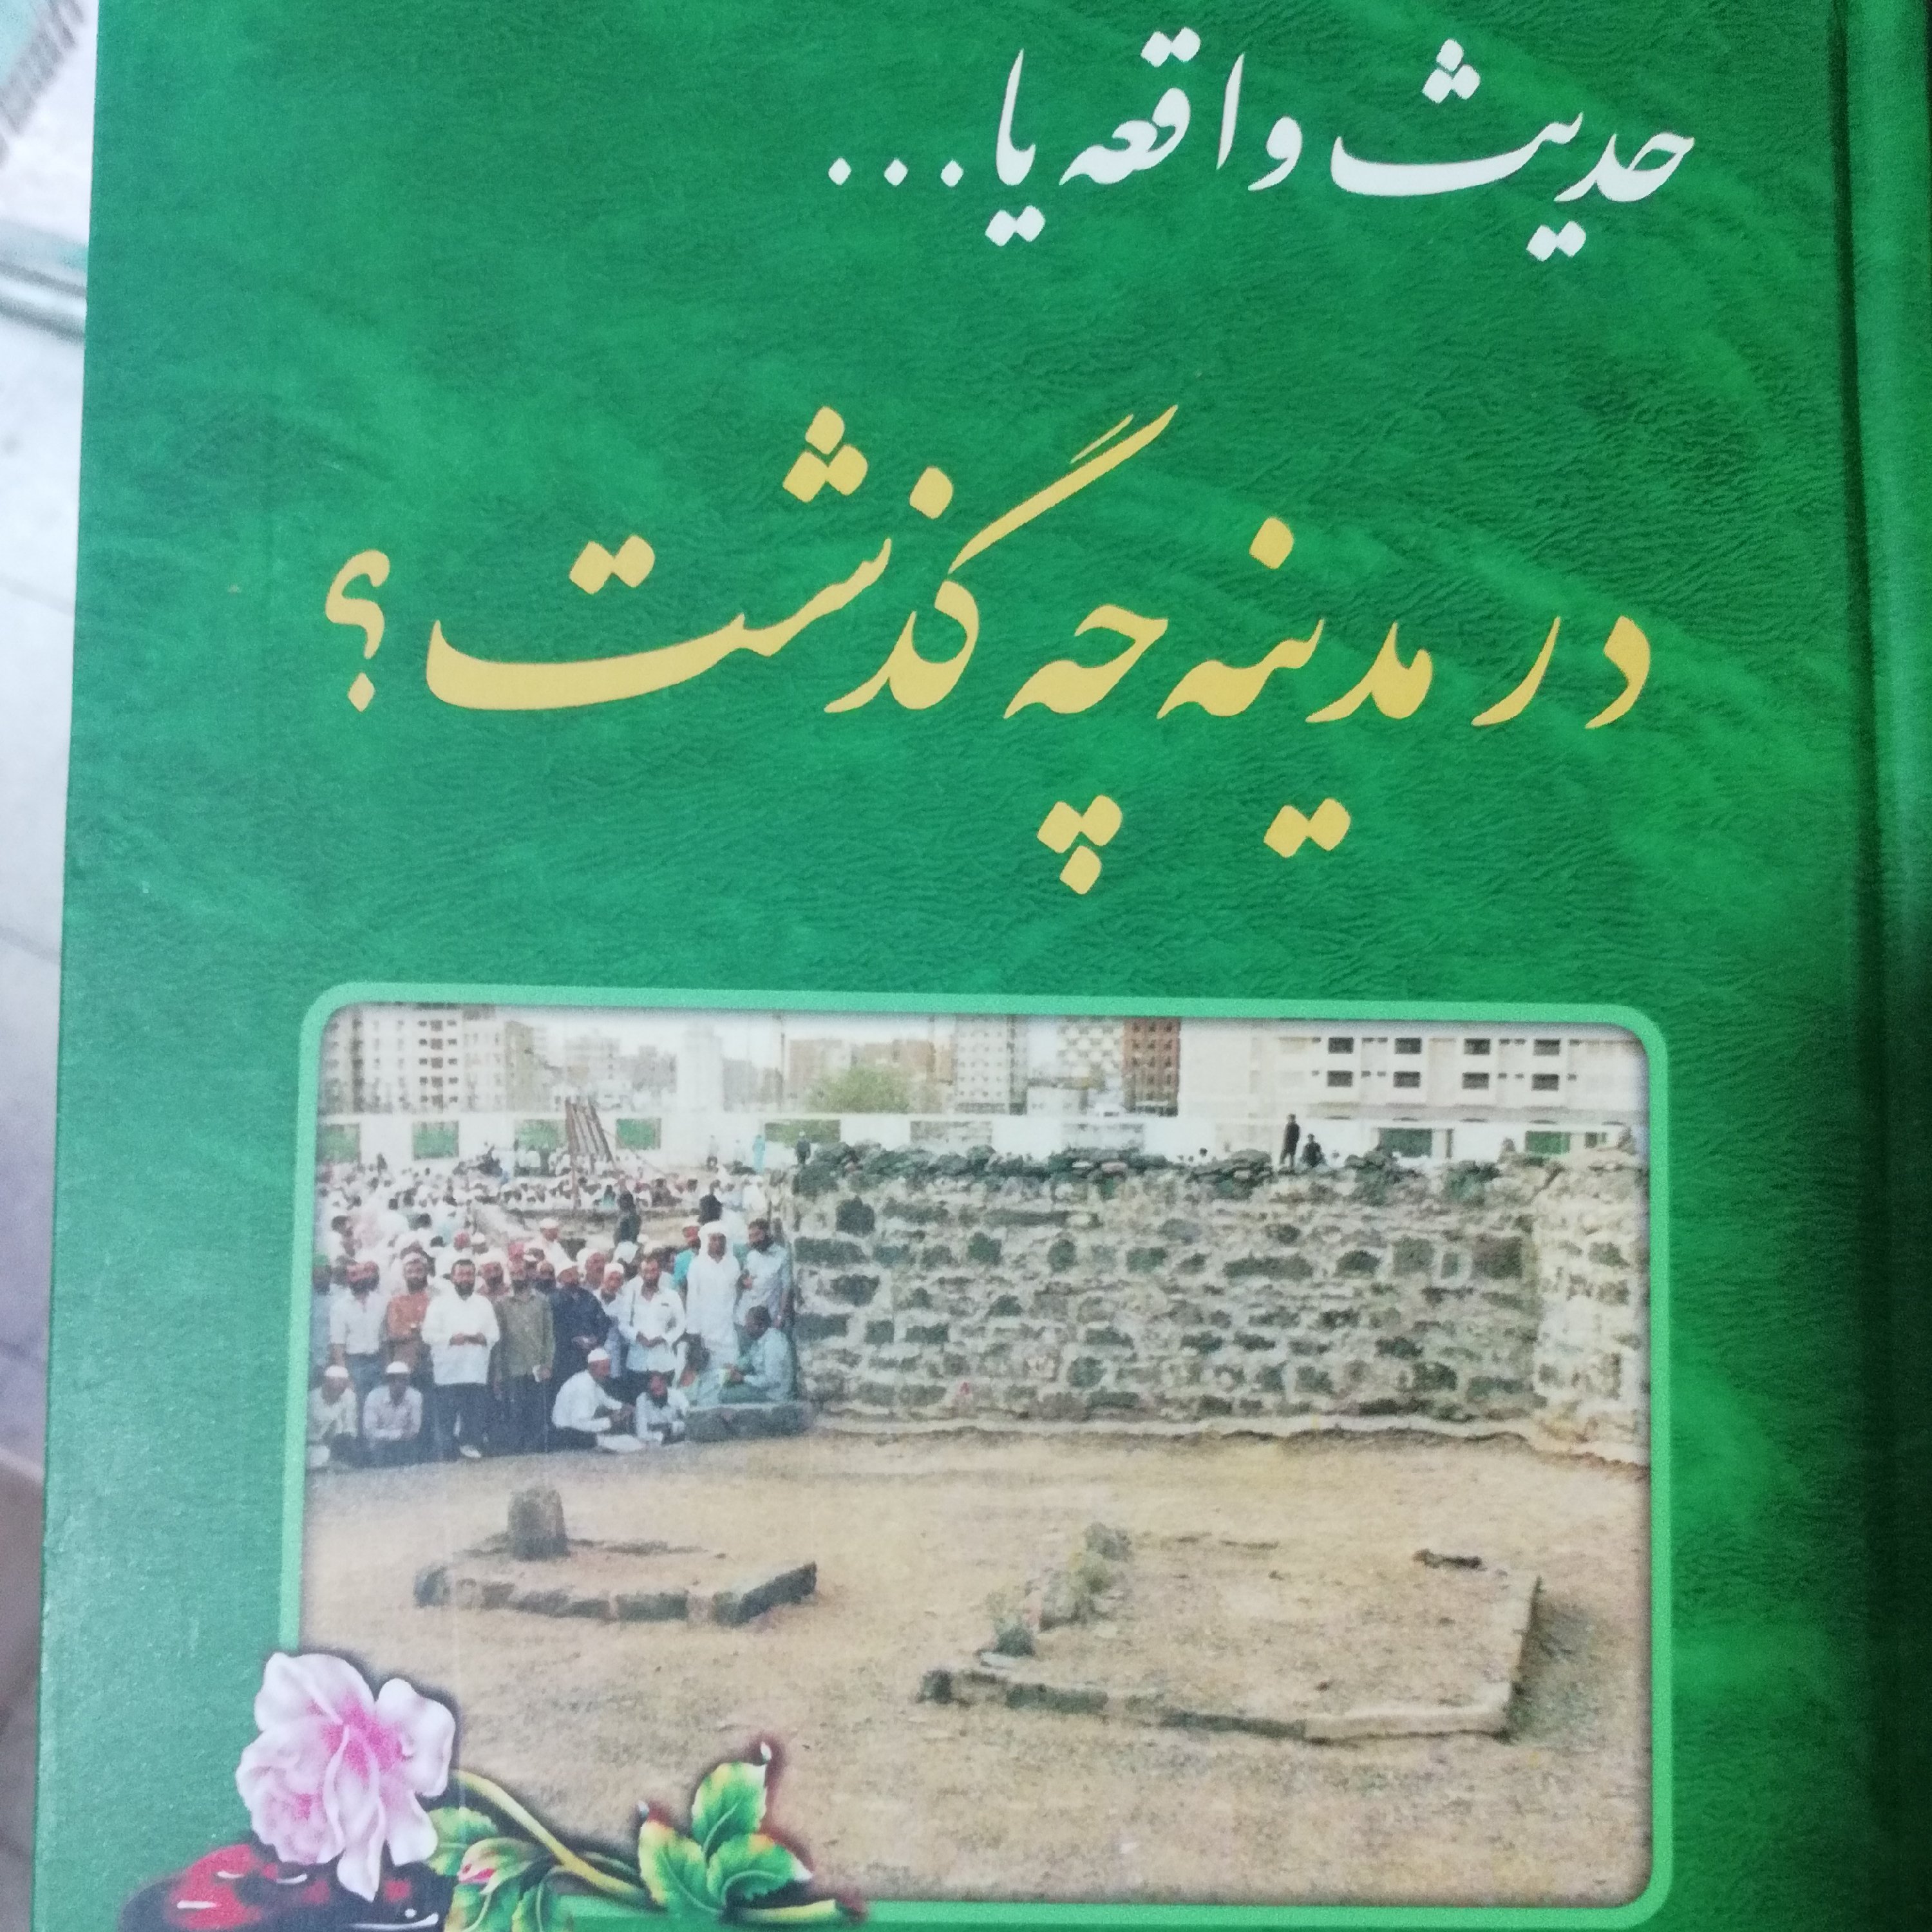 حدیث واقعه یا...
در مدینه چه گذشت؟